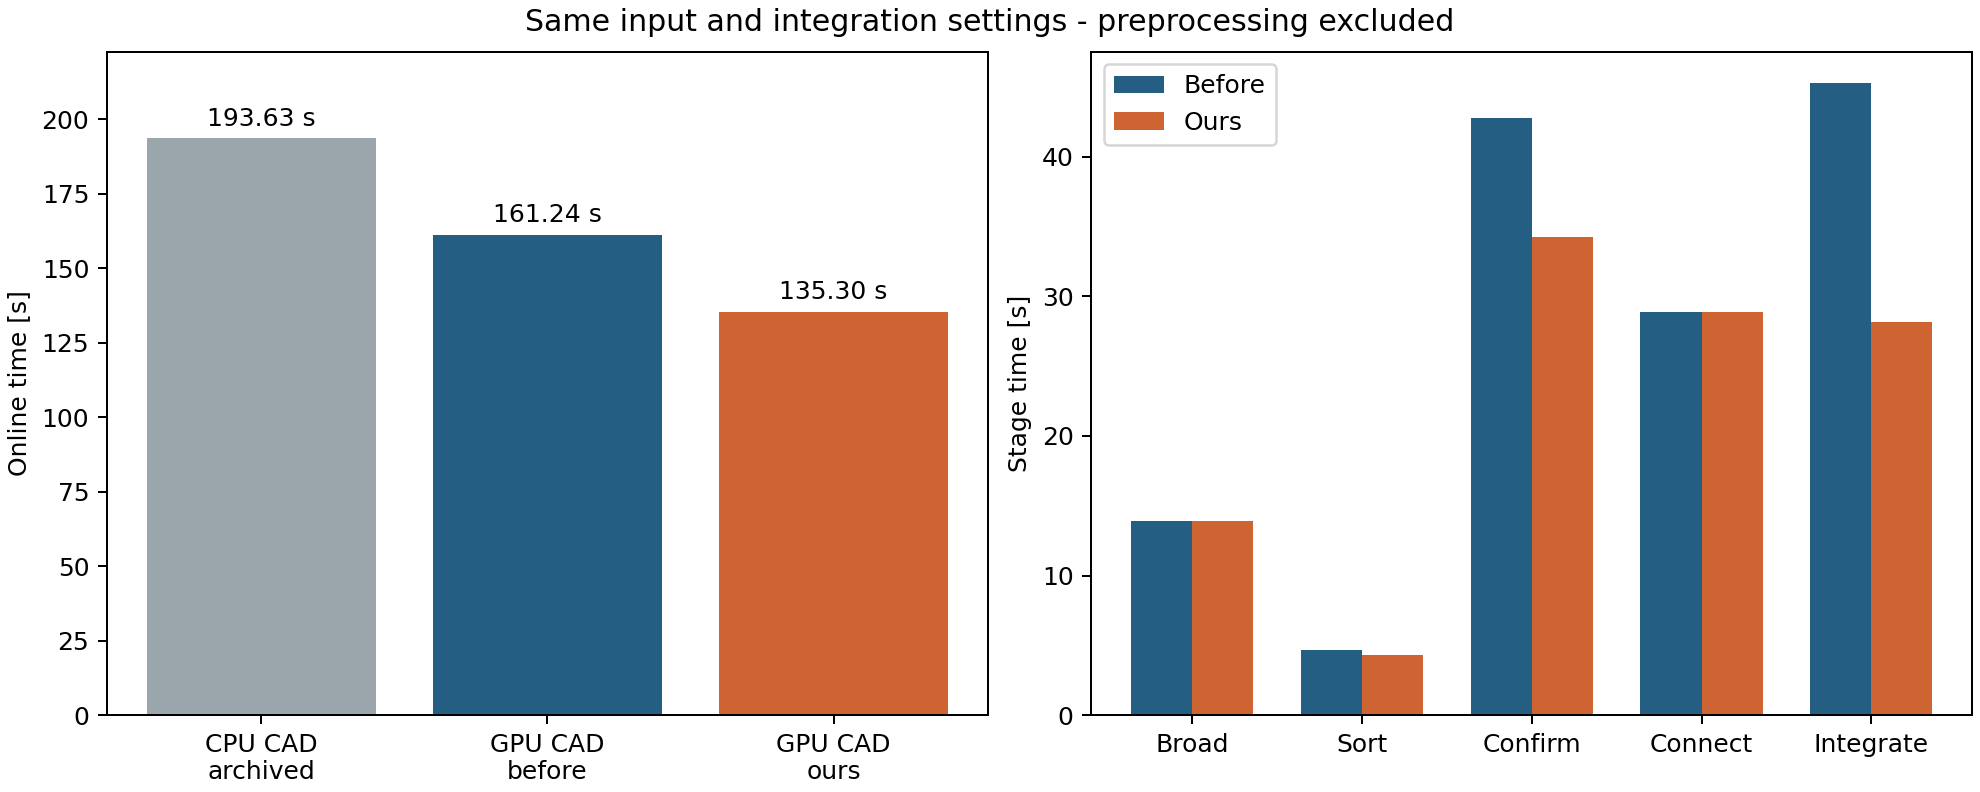 Same input and integration settings - preprocessing excluded
Online time [s]
200
175
150
125
100
75
50
25
0
193.63 s
161.24 s
135.30 s
CPU CAD
archived
GPU CAD
before
GPU CAD
ours
Stage time [s]
40
30
20
10
0
Before
Ours
Broad
Sort
Confirm
Connect
Integrate